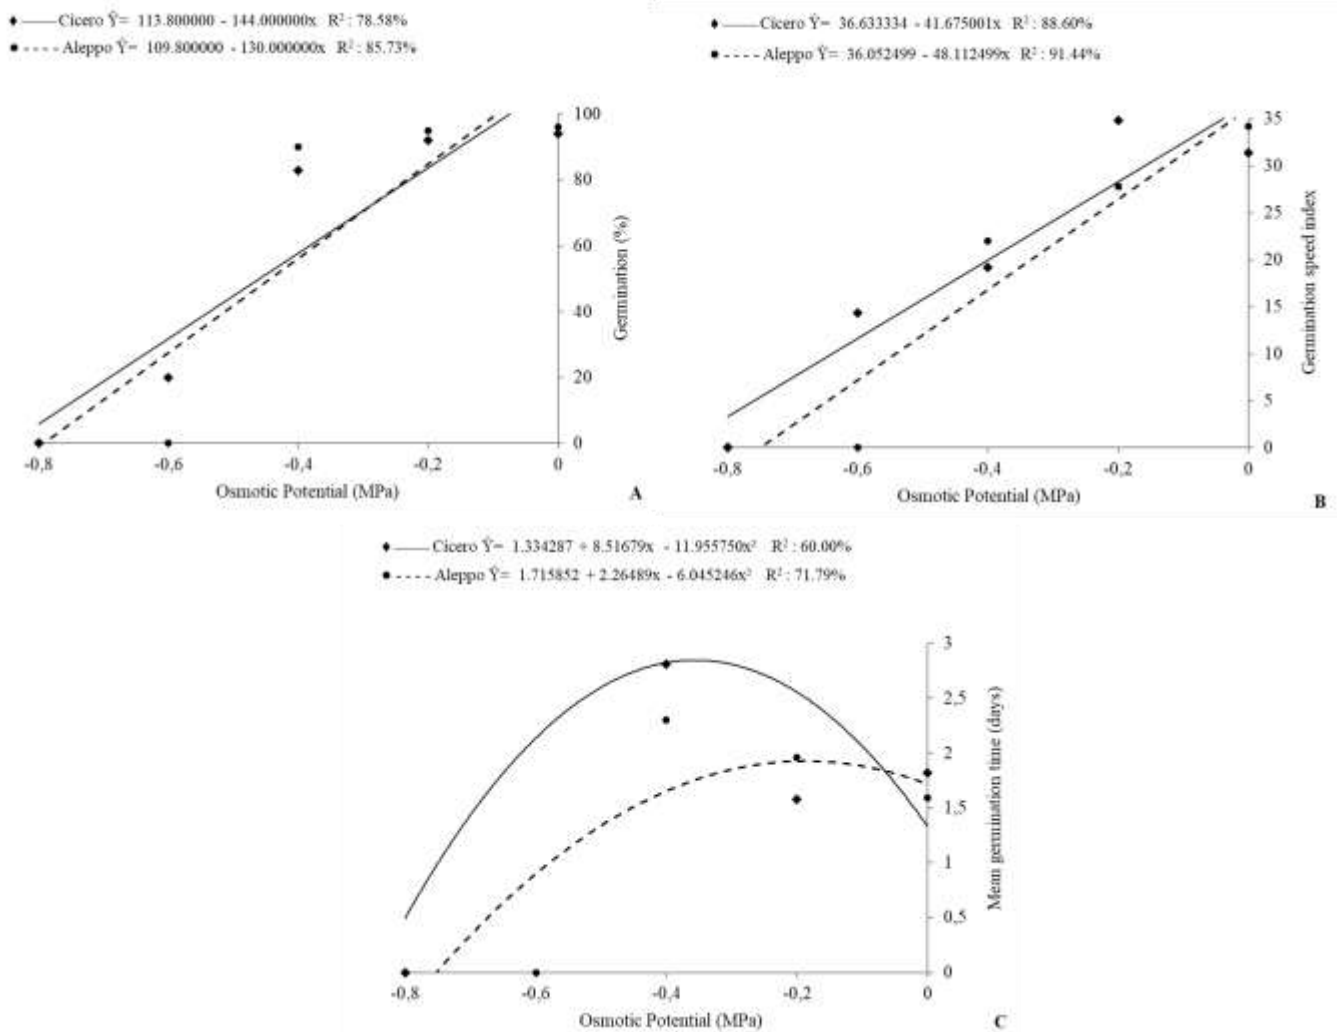 Cicero Ŷ= 113.800000 - 144.000000x R² : 78.58%
Aleppo Ŷ= 109.800000 - 130.000000x R² : 85.73%
100
80
60
40
20
0
Germination (%)
-0,8 -0,6 -0,4 -0,2 0
Osmotic Potential (MPa)
A
Cicero Ŷ= 36.633334 - 41.675001x R² : 88.60%
Aleppo Ŷ= 36.052499 - 48.112499x R² : 91.44%
35
30
25
20
15
10
5
0
Germination speed index
-0,8 -0,6 -0,4 -0,2 0
Osmotic Potential (MPa)
B
Cicero Ŷ= 1.334287 + 8.51679x - 11.955750x² R² : 60.00%
Aleppo Ŷ= 1.715852 + 2.26489x - 6.045246x² R² : 71.79%
3
2,5
2
1,5
1
0,5
0
Mean germination time (days)
-0,8 -0,6 -0,4 -0,2 0
Osmotic Potential (MPa)
C